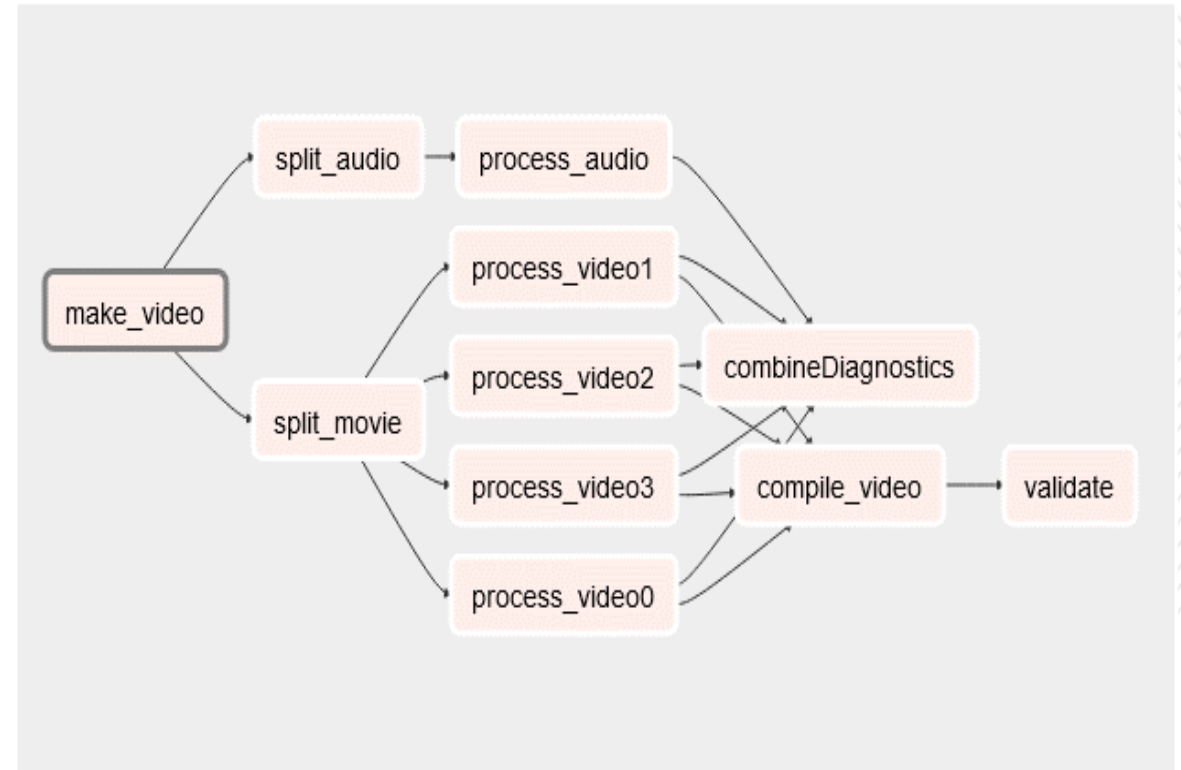 split_audio
process_audio
process_video1
make_video
process_video2
combineDiagnostics
split_movie
process_video3
compile_video
validate
process_video0